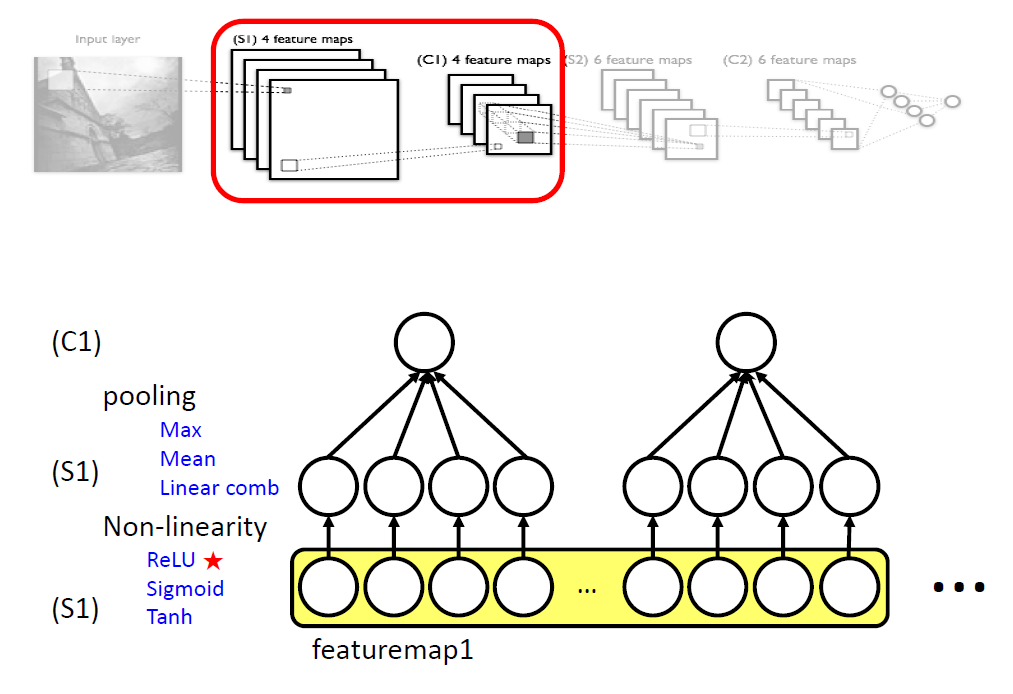 Input layer
(S1) 4 feature maps
(C1) 4 feature maps
(S2) 6 feature maps
(C2) 6 feature maps
(C1)
pooling
Max
Mean
(S1)
Linear comb
Non-linearity
ReLU ★
Sigmoid
(S1)
Tanh
...
...
featuremap1